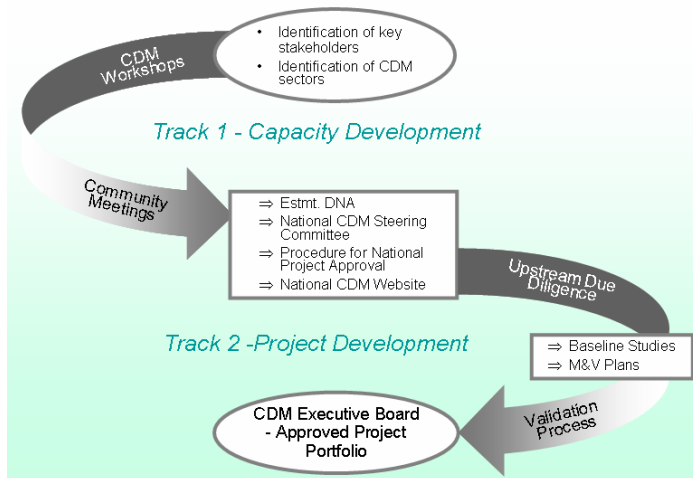 • Identification of key
stakeholders
• Identification of CDM
sectors
CDM
Workshops
Track 1 - Capacity Development
Community
Meetings
⇒ Estmt. DNA
⇒ National CDM Steering
Committee
⇒ Procedure for National
Project Approval
⇒ National CDM Website
Upstream Due
Diligence
Track 2 -Project Development
⇒ Baseline Studies
⇒ M&V Plans
CDM Executive Board
- Approved Project
Portfolio
Validation
Process